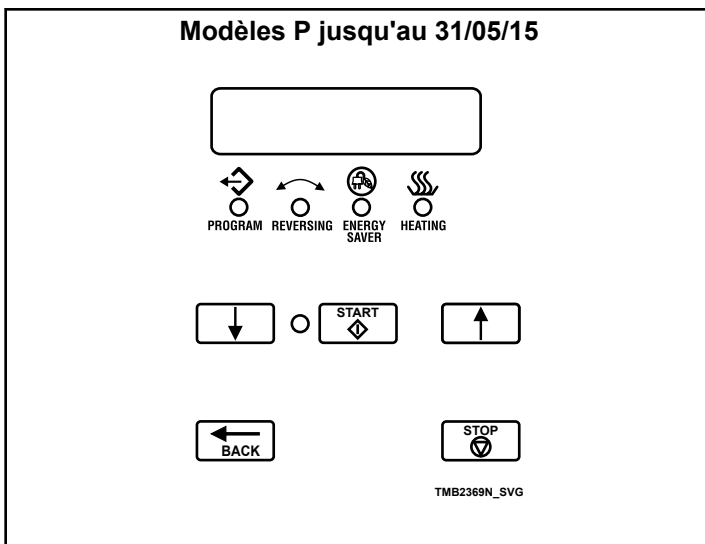 Modèles P jusqu'au 31/05/15
PROGRAM REVERSING ENERGY SAVER HEATING
START
BACK
STOP
TMB2369N_SVG